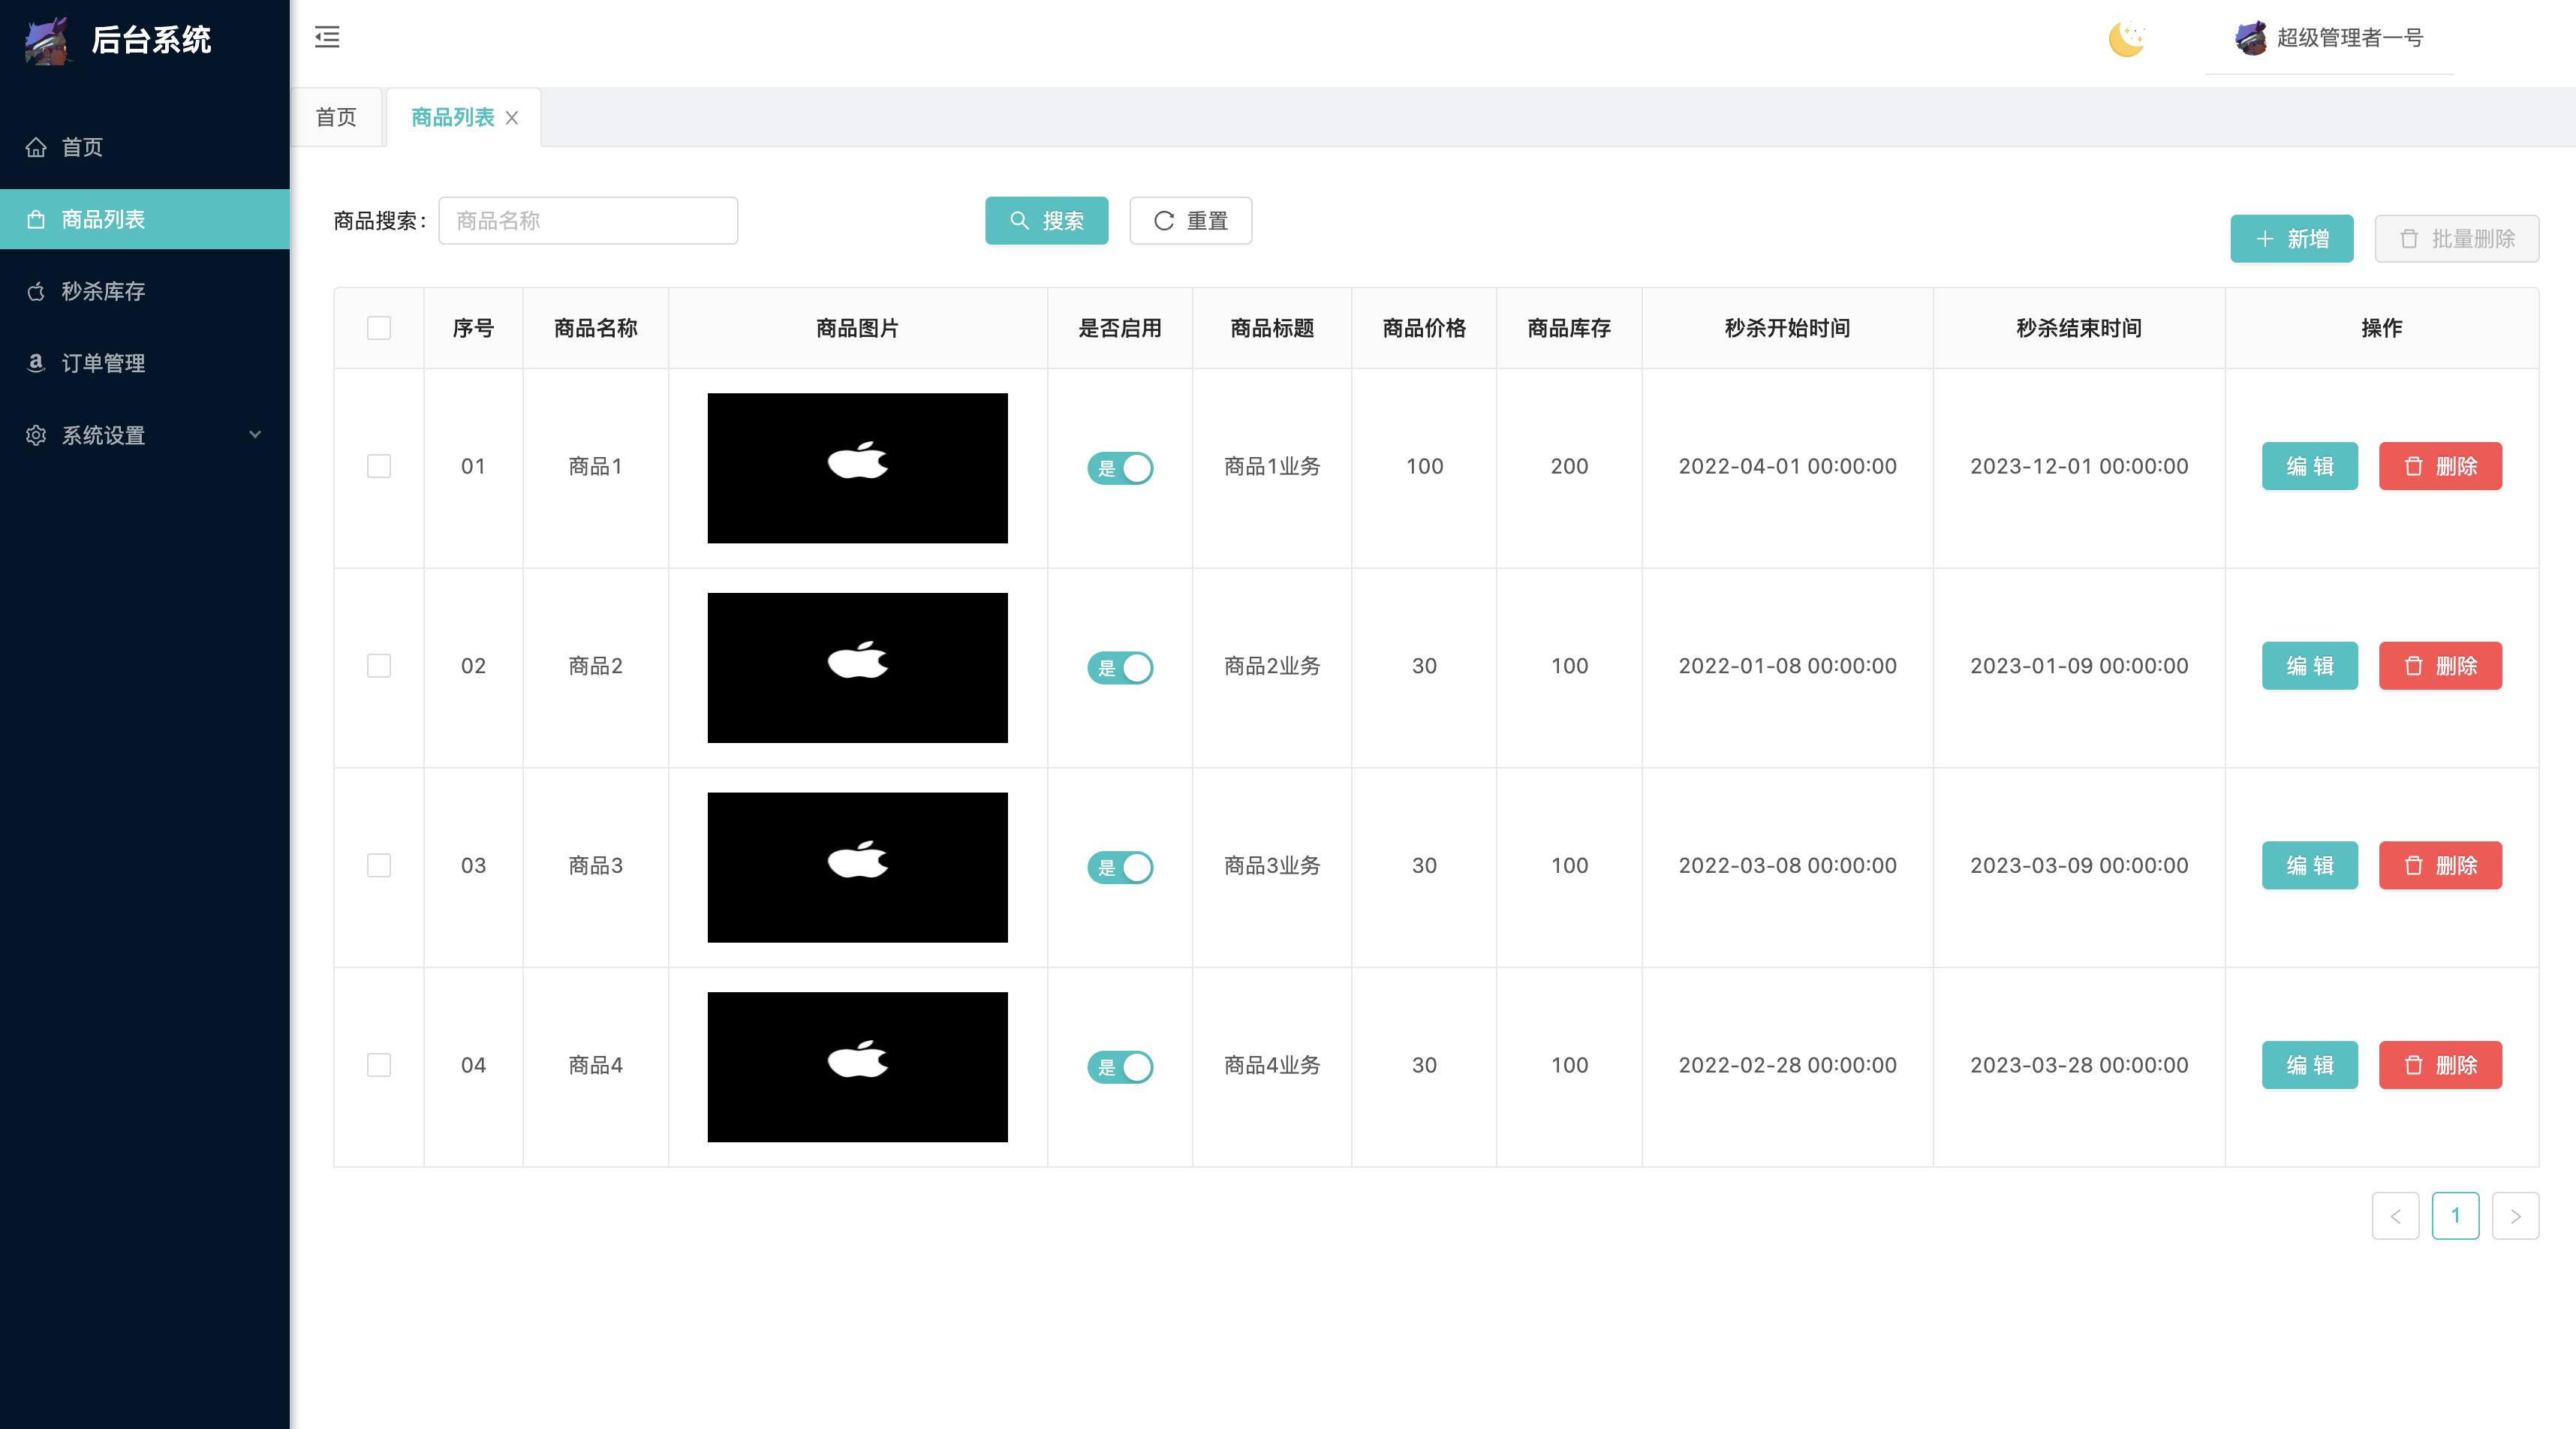 后台系统
超级管理者一号
首页
商品列表
首页
商品列表
秒杀库存
订单管理
系统设置
商品搜索:
商品名称
搜索
重置
新增
批量删除
序号 商品名称 商品图片 是否启用 商品标题 商品价格 商品库存 秒杀开始时间 秒杀结束时间 操作
01 商品1 是 商品1业务 100 200 2022-04-01 00:00:00 2023-12-01 00:00:00 编 辑 删除
02 商品2 是 商品2业务 30 100 2022-01-08 00:00:00 2023-01-09 00:00:00 编 辑 删除
03 商品3 是 商品3业务 30 100 2022-03-08 00:00:00 2023-03-09 00:00:00 编 辑 删除
04 商品4 是 商品4业务 30 100 2022-02-28 00:00:00 2023-03-28 00:00:00 编 辑 删除
1